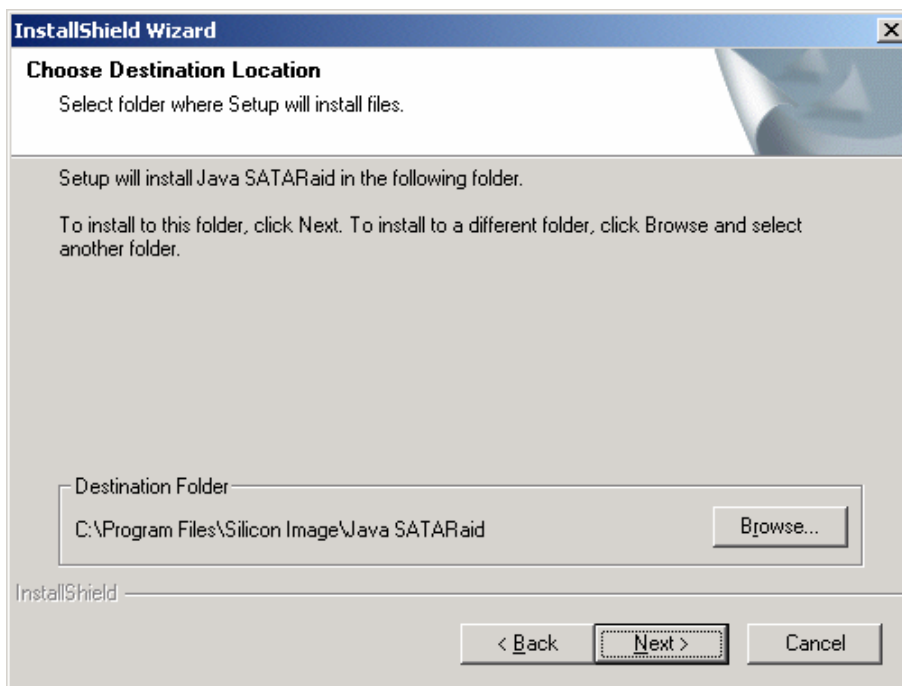 InstallShield Wizard
Choose Destination Location
Select folder where Setup will install files.
Setup will install Java SATARaid in the following folder.
To install to this folder, click Next. To install to a different folder, click Browse and select
another folder.
Destination Folder
C:\Program Files\Silicon Image\Java SATARaid
Browse...
InstallShield
< Back
Next >
Cancel